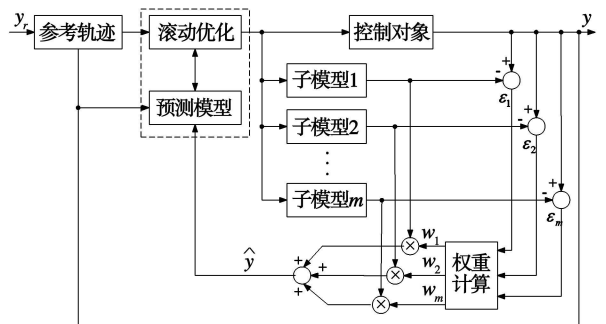 y_r 参考轨迹 滚动优化 控制对象 y
+ + +
子模型1 - ε_1
预测模型 子模型2 - ε_2
⋮
子模型m - ε_m
ŷ + + + × w_1 × w_2 × w_m 权重计算